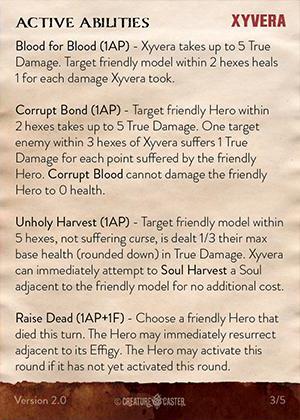 ACTIVE ABILITIES XYVERA
Blood for Blood (1AP) - Xyvera takes up to 5 True
Damage. Target friendly model within 2 hexes heals
1 for each damage Xyvera took.
Corrupt Bond (1AP) - Target friendly Hero within
2 hexes takes up to 5 True Damage. One target
enemy within 3 hexes of Xyvera suffers 1 True
Damage for each point suffered by the friendly
Hero. Corrupt Blood cannot damage the friendly
Hero to 0 health.
Unholy Harvest (1AP) - Target friendly model within
5 hexes, not suffering curse, is dealt 1/3 their max
base health (rounded down) in True Damage. Xyvera
can immediately attempt to Soul Harvest a Soul
adjacent to the friendly model for no additional cost.
Raise Dead (1AP+1F) - Choose a friendly Hero that
died this turn. The Hero may immediately resurrect
adjacent to its Effigy. The Hero may activate this
round if it has not yet activated this round.
Version 2.0 © CREATURE CASTER 3/5